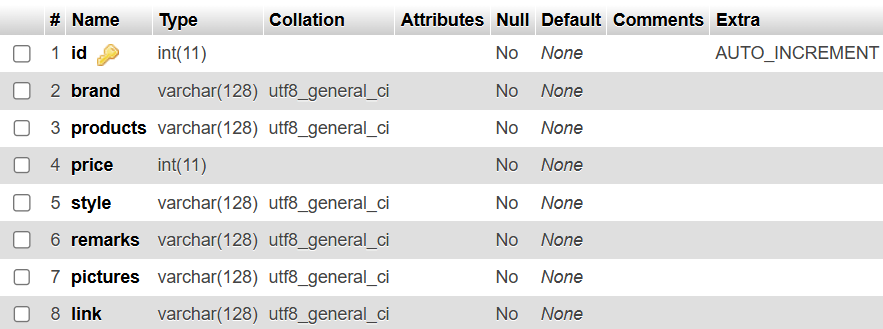 # Name Type Collation Attributes Null Default Comments Extra
1 id int(11) No None AUTO_INCREMENT
2 brand varchar(128) utf8_general_ci No None
3 products varchar(128) utf8_general_ci No None
4 price int(11) No None
5 style varchar(128) utf8_general_ci No None
6 remarks varchar(128) utf8_general_ci No None
7 pictures varchar(128) utf8_general_ci No None
8 link varchar(128) utf8_general_ci No None